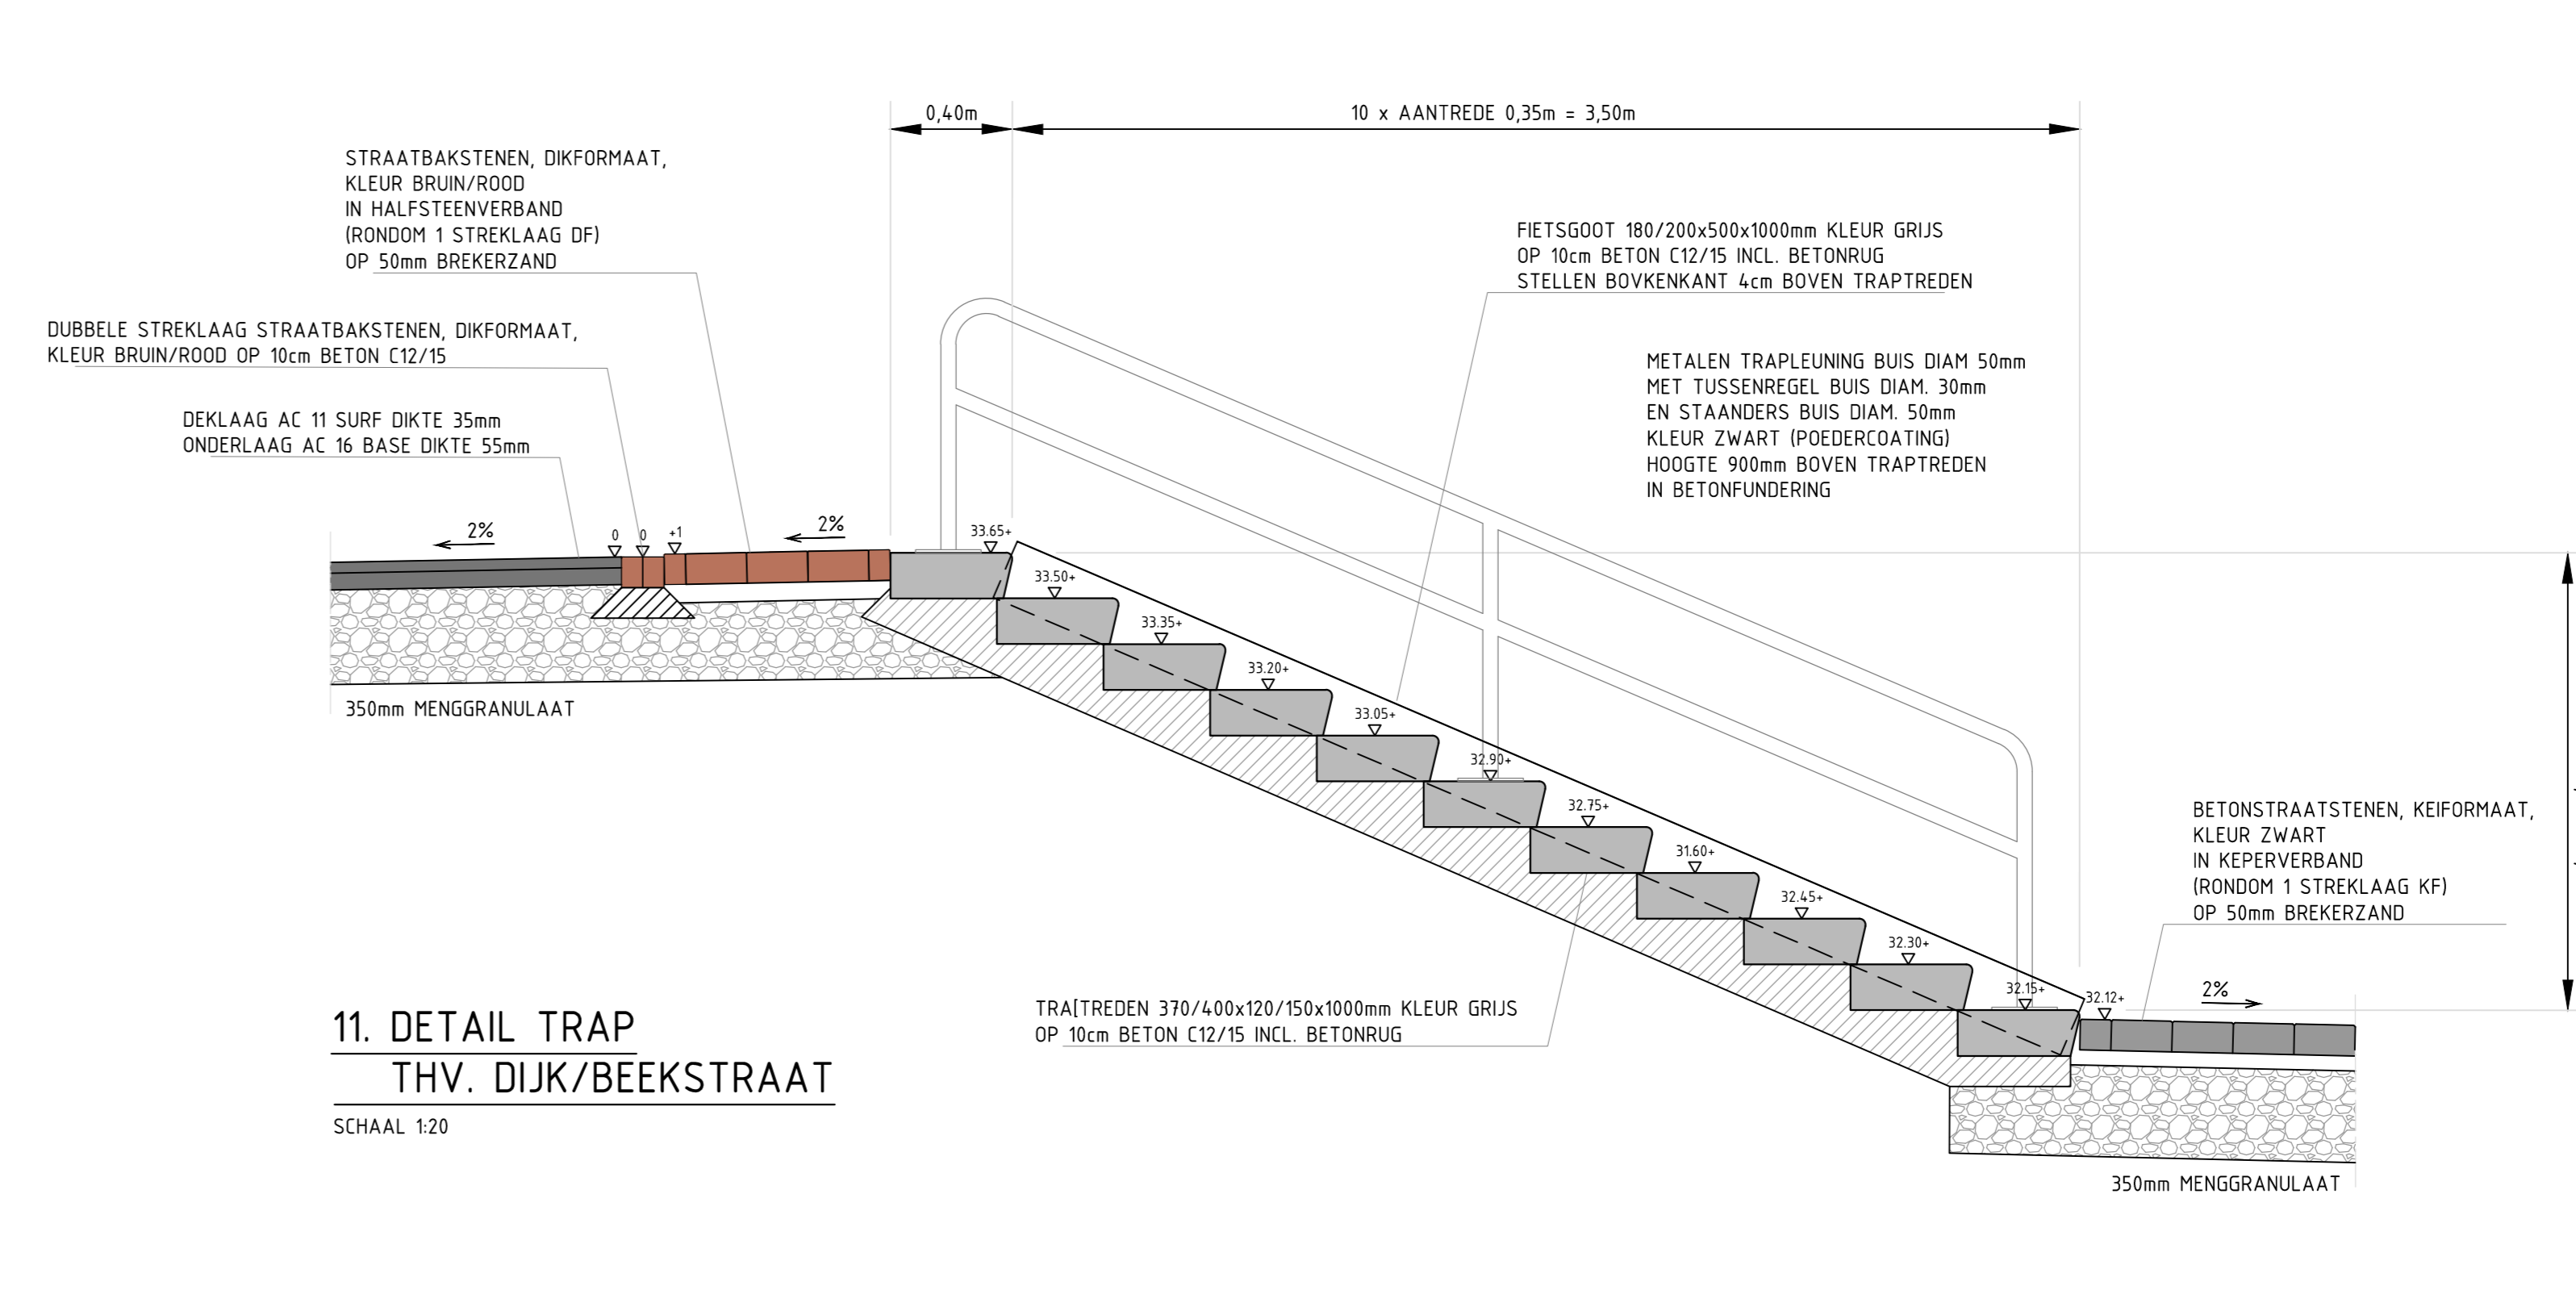 0,40m
10 x AANTREDE 0,35m = 3,50m
STRAATBAKSTENEN, DIKFORMAAT,
KLEUR BRUIN/ROOD
IN HALFSTEENVERBAND
(RONDOM 1 STREKLAAG DF)
OP 50mm BREKERZAND
FIETSGOOT 180/200x500x1000mm KLEUR GRIJS
OP 10cm BETON C12/15 INCL. BETONRUG
STELLEN BOVKENKANT 4cm BOVEN TRAPTREDEN
DUBBELE STREKLAAG STRAATBAKSTENEN, DIKFORMAAT,
KLEUR BRUIN/ROOD OP 10cm BETON C12/15
METALEN TRAPLEUNING BUIS DIAM 50mm
MET TUSSENREGEL BUIS DIAM. 30mm
EN STAANDERS BUIS DIAM. 50mm
KLEUR ZWART (POEDERCOATING)
HOOGTE 900mm BOVEN TRAPTREDEN
IN BETONFUNDERING
DEKLAAG AC 11 SURF DIKTE 35mm
ONDERLAAG AC 16 BASE DIKTE 55mm
2%
0
0
+1
2%
33.65+
33.50+
33.35+
33.20+
33.05+
32.90+
32.75+
31.60+
32.45+
32.30+
32.15+
32.12+
2%
350mm MENGGRANULAAT
BETONSTRAATSTENEN, KEIFORMAAT,
KLEUR ZWART
IN KEPERVERBAND
(RONDOM 1 STREKLAAG KF)
OP 50mm BREKERZAND
TRA[TREDEN 370/400x120/150x1000mm KLEUR GRIJS
OP 10cm BETON C12/15 INCL. BETONRUG
11. DETAIL TRAP
THV. DIJK/BEEKSTRAAT
SCHAAL 1:20
350mm MENGGRANULAAT